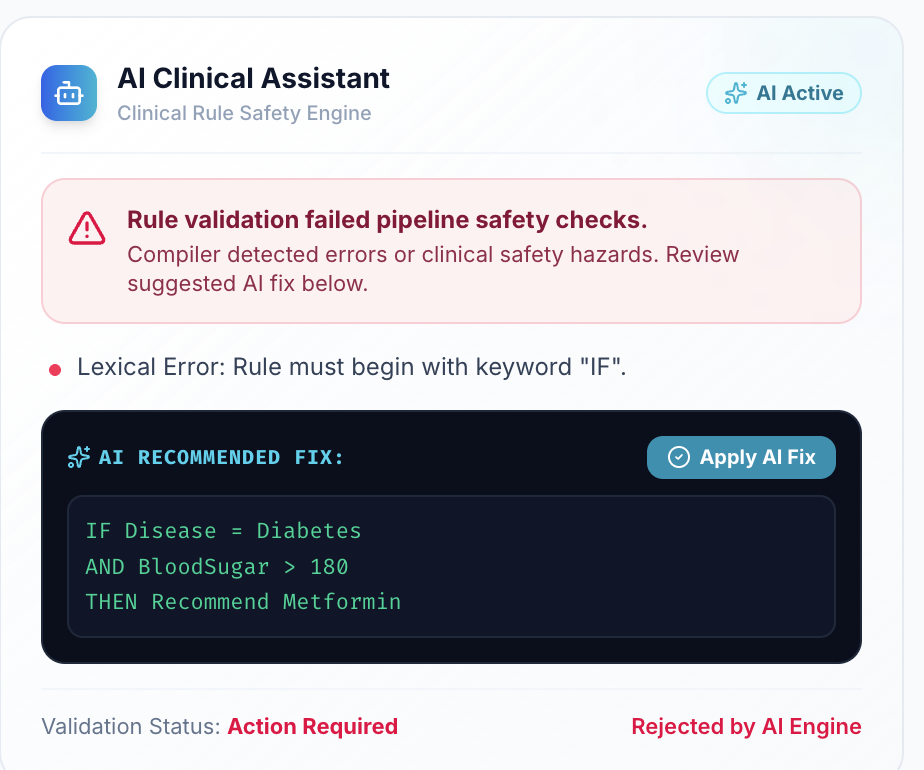 AI Clinical Assistant
Clinical Rule Safety Engine
AI Active
Rule validation failed pipeline safety checks.
Compiler detected errors or clinical safety hazards. Review
suggested AI fix below.
Lexical Error: Rule must begin with keyword "IF".
AI RECOMMENDED FIX:
Apply AI Fix
IF Disease = Diabetes
AND BloodSugar > 180
THEN Recommend Metformin
Validation Status: Action Required
Rejected by AI Engine